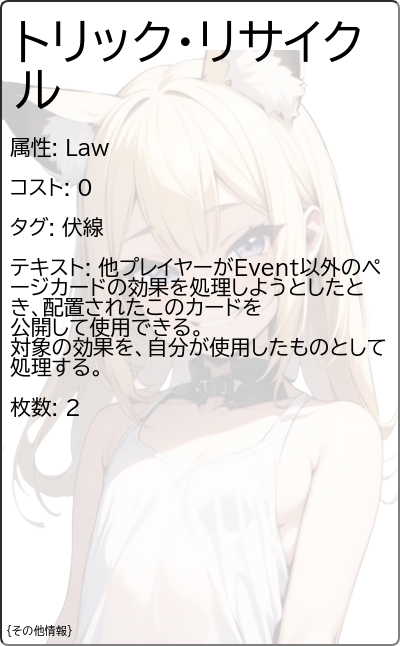 トリック・リサイク
ル
属性: Law
コスト: 0
タグ: 伏線
テキスト: 他プレイヤーがEvent以外のペ
ージカードの効果を処理しようとしたと
き、配置されたこのカードを
公開して使用できる。
対象の効果を、自分が使用したものとして
処理する。
枚数: 2
{その他情報}